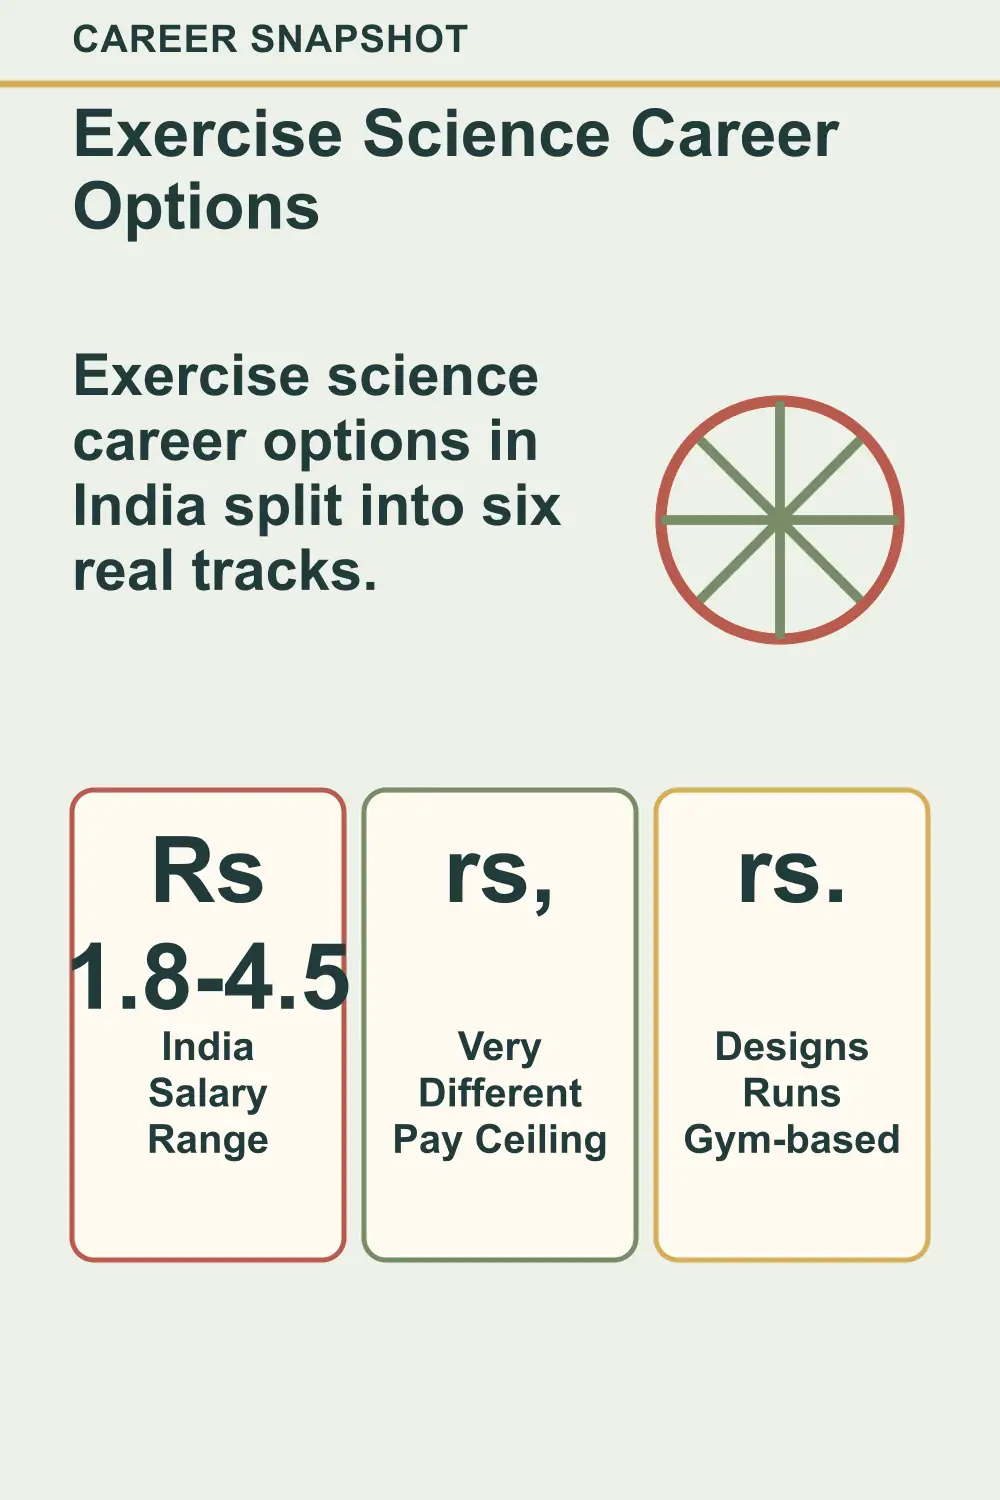 CAREER SNAPSHOT
Exercise Science Career
Options
Exercise science
career options in
India split into six
real tracks.
Rs
1.8-4.5
India
Salary
Range
rs,
Very
Different
Pay Ceiling
rs.
Designs
Runs
Gym-based